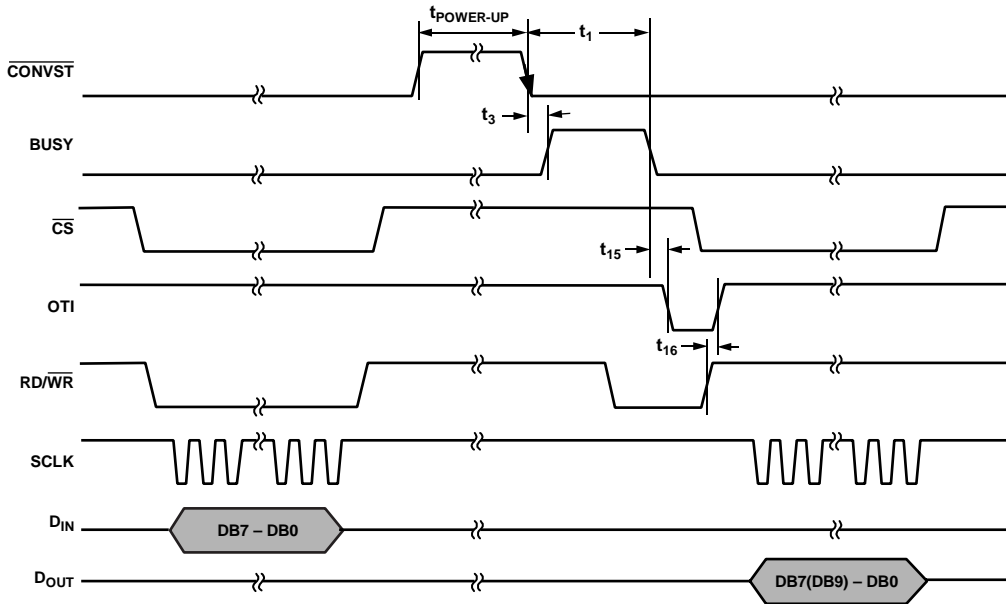 tPOWER-UP
t1
CONVST
t3
BUSY
CS
t15
OTI
t16
RD/WR
SCLK
DIN
DB7 – DB0
DOUT
DB7(DB9) – DB0